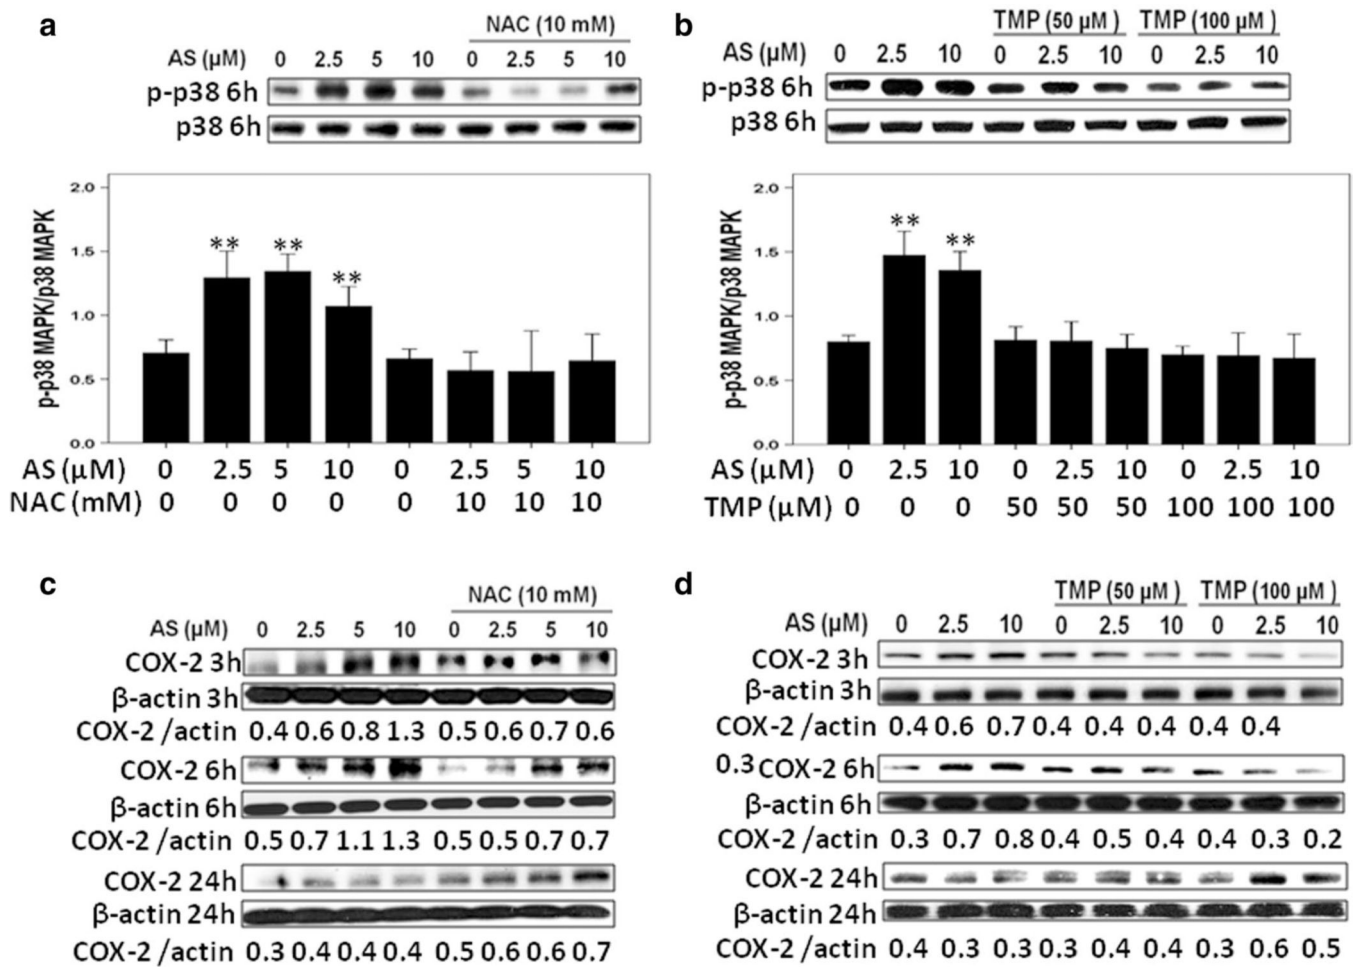 a
NAC (10 mM)
AS (μM) 0 2.5 5 10 0 2.5 5 10
p-p38 6h
p38 6h
2.0
1.5
1.0
0.5
0.0
p-p38 MAPK/p38 MAPK
** ** **
AS (μM) 0 2.5 5 10 0 2.5 5 10
NAC (mM) 0 0 0 0 0 10 10 10
b
TMP (50 μM ) TMP (100 μM )
AS (μM) 0 2.5 10 0 2.5 10 0 2.5 10
p-p38 6h
p38 6h
2.0
1.5
1.0
0.5
0.0
p-p38 MAPK/p38 MAPK
** **
AS (μM) 0 2.5 10 0 2.5 10 0 2.5 10
TMP (μM) 0 0 0 50 50 50 100 100 100
c
NAC (10 mM)
AS (μM) 0 2.5 5 10 0 2.5 5 10
COX-2 3h
β-actin 3h
COX-2 /actin 0.4 0.6 0.8 1.3 0.5 0.6 0.7 0.6
COX-2 6h
β-actin 6h
COX-2 /actin 0.5 0.7 1.1 1.3 0.5 0.5 0.7 0.7
COX-2 24h
β-actin 24h
COX-2 /actin 0.3 0.4 0.4 0.4 0.5 0.6 0.6 0.7
d
TMP (50 μM ) TMP (100 μM )
AS (μM) 0 2.5 10 0 2.5 10 0 2.5 10
COX-2 3h
β-actin 3h
COX-2 /actin 0.4 0.6 0.7 0.4 0.4 0.4 0.4 0.4
0.3 COX-2 6h
β-actin 6h
COX-2 /actin 0.3 0.7 0.8 0.4 0.5 0.4 0.4 0.3 0.2
COX-2 24h
β-actin 24h
COX-2 /actin 0.4 0.3 0.3 0.3 0.4 0.4 0.3 0.6 0.5